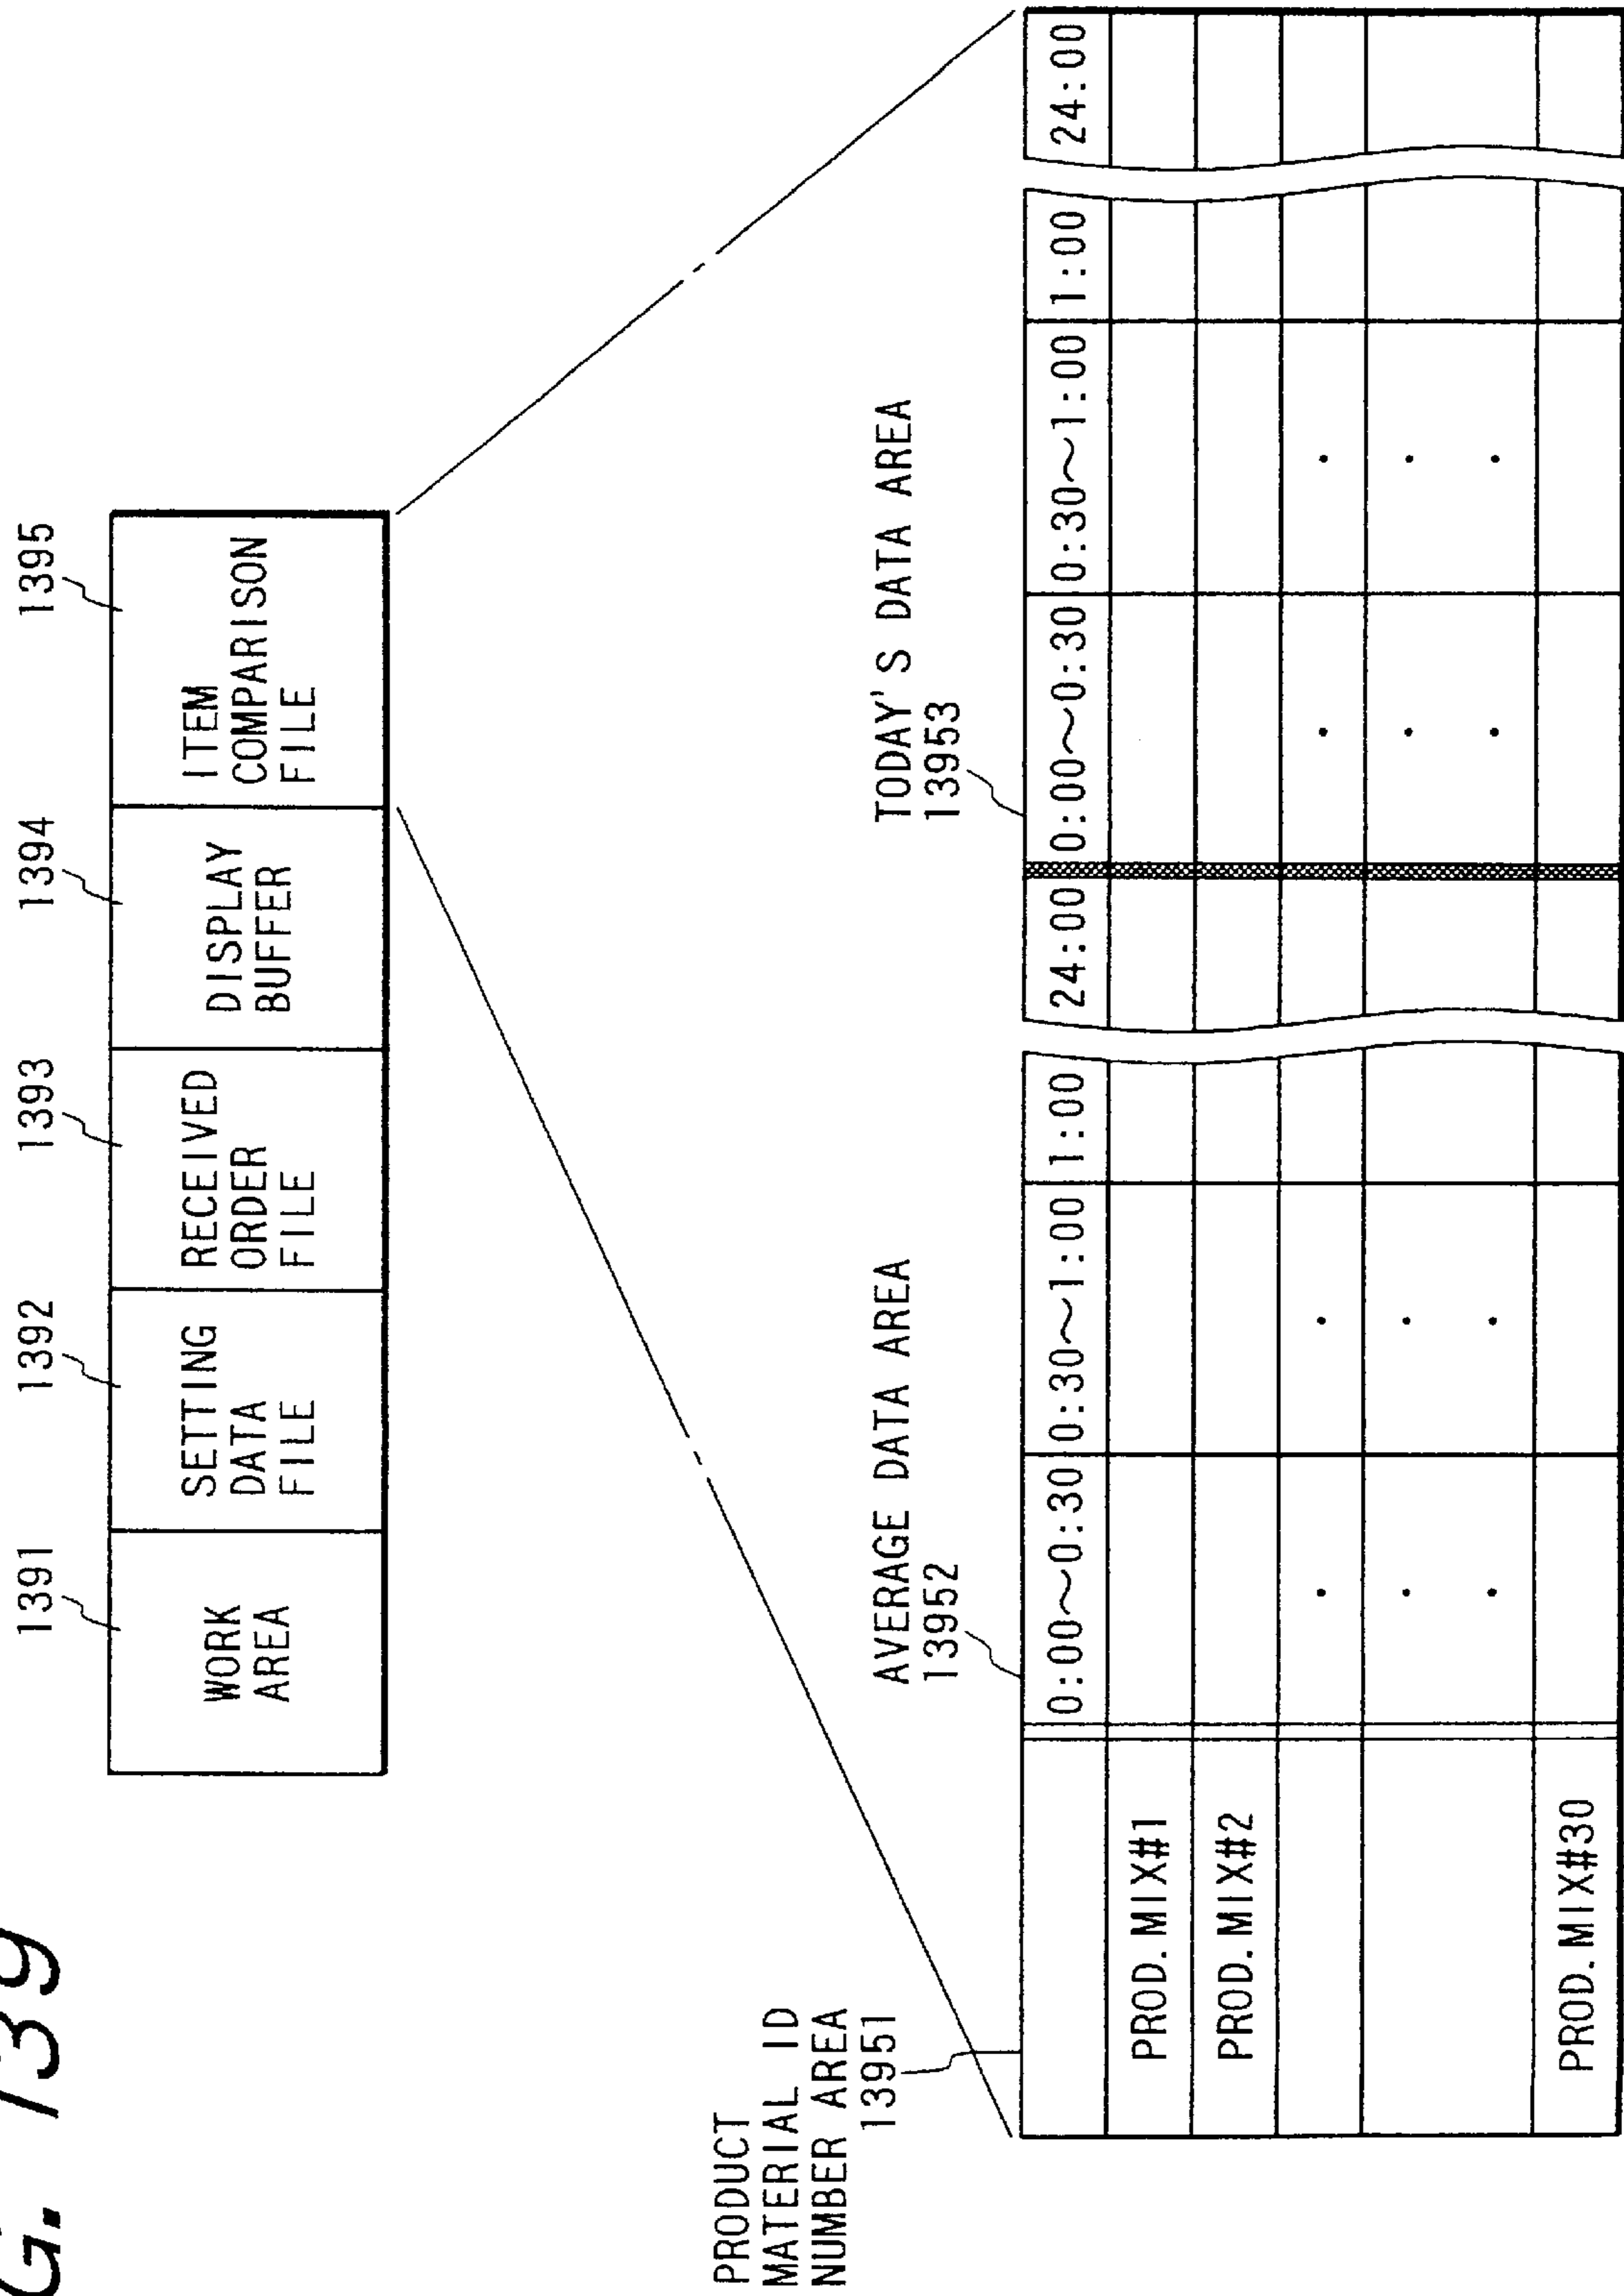 G. 139
1391
1392
1393
1394
1395
WORK
AREA
SETTING
DATA
FILE
RECEIVED
ORDER
FILE
DISPLAY
BUFFER
ITEM
COMPARISON
FILE
PRODUCT
MATERIAL ID
NUMBER AREA
13951
AVERAGE DATA AREA
13952
TODAY'S DATA AREA
13953
0:00~0:30 0:30~1:00 1:00 24:00 0:00~0:30 0:30~1:00 1:00 24:00
PROD.MIX#1
PROD.MIX#2
. . . .
. . . .
. . . .
PROD.MIX#30